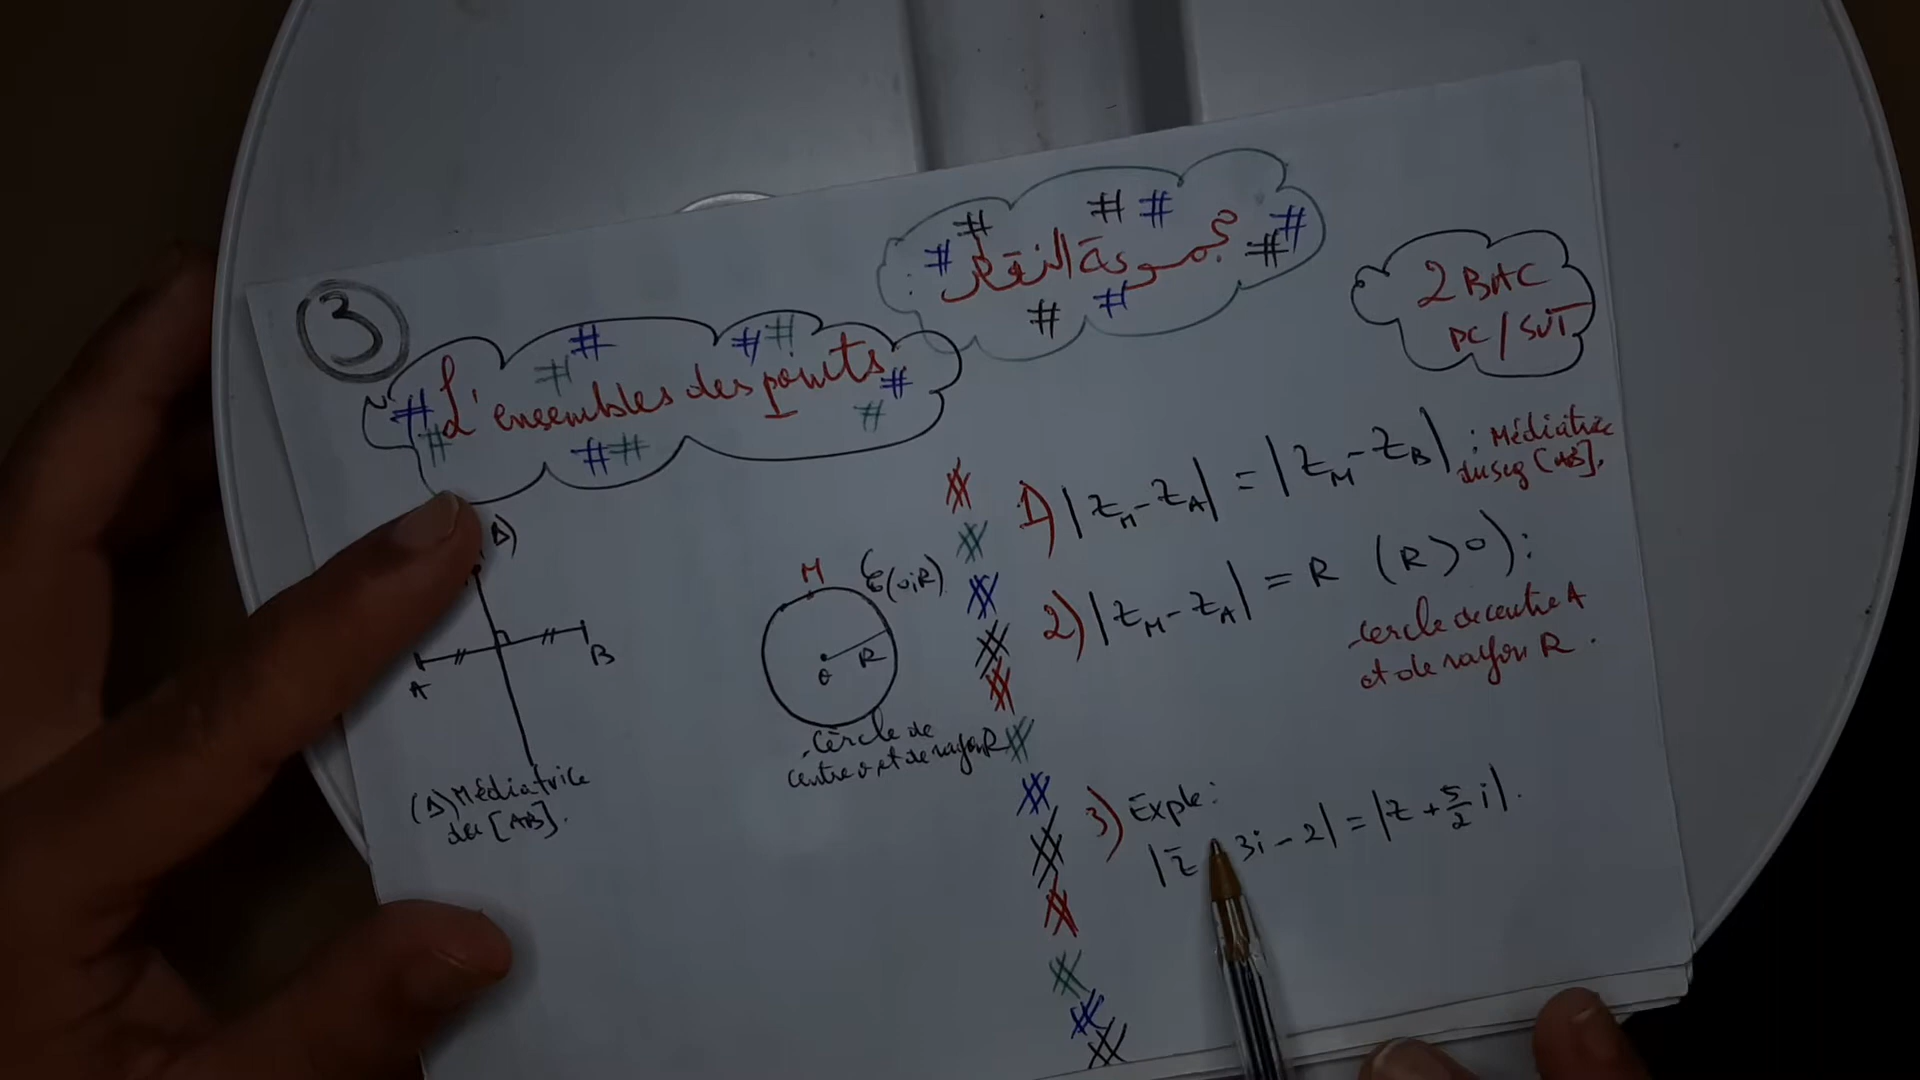 3
مجموعة النقط
2 BAC
PC / SVT
L'ensembles des points
1) |z_M - z_A| = |z_M - z_B| : Médiatrice
du seg [AB].
2) |z_M - z_A| = R (R > 0) :
cercle de centre A
et de rayon R.
Δ)
A
B
(Δ) Médiatrice
de [AB].
M
C(o;R)
R
cercle de
centre o et de rayon R
3) Exple :
|z̄ 3i - 2| = |z + 5/2 i|.